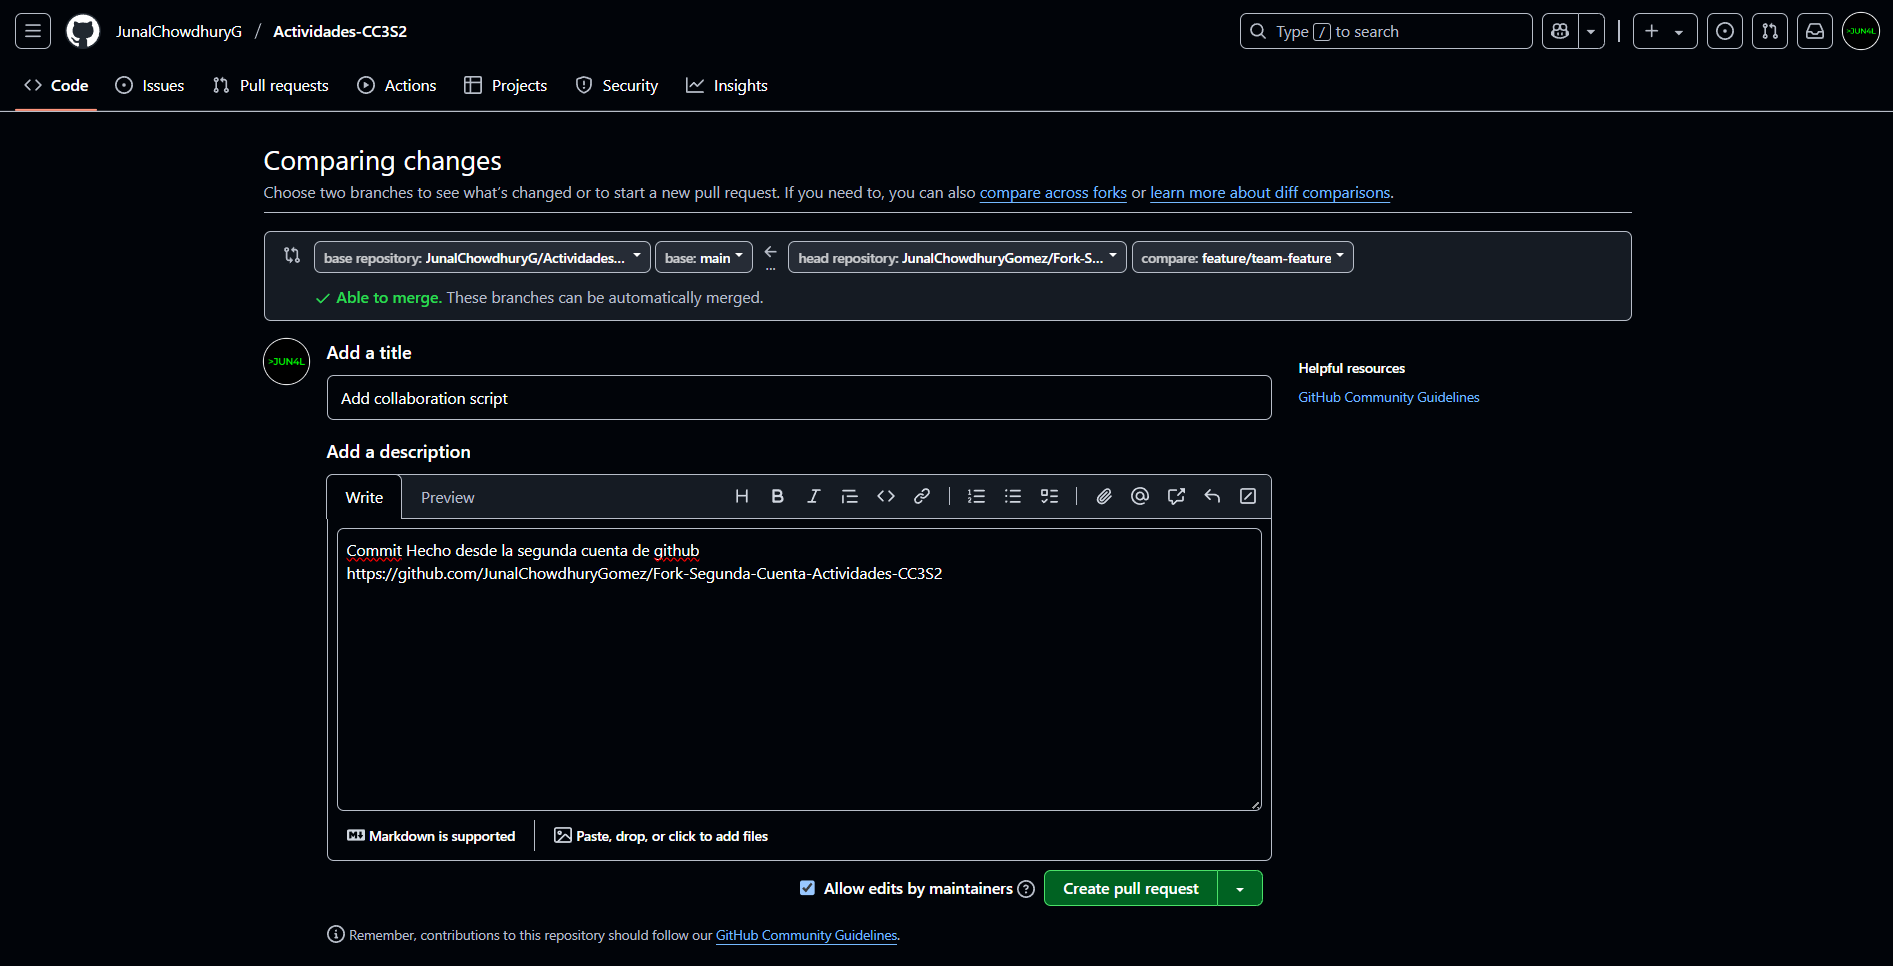 JunalChowdhuryG / Actividades-CC3S2
Type / to search
>JUN4L
Code
Issues
Pull requests
Actions
Projects
Security
Insights
Comparing changes
Choose two branches to see what's changed or to start a new pull request. If you need to, you can also compare across forks or learn more about diff comparisons.
base repository: JunalChowdhuryG/Actividades...
base: main
...
head repository: JunalChowdhuryGomez/Fork-S...
compare: feature/team-feature
Able to merge. These branches can be automatically merged.
>JUN4L
Add a title
Add collaboration script
Helpful resources
GitHub Community Guidelines
Add a description
Write
Preview
Commit Hecho desde la segunda cuenta de github
https://github.com/JunalChowdhuryGomez/Fork-Segunda-Cuenta-Actividades-CC3S2
Markdown is supported
Paste, drop, or click to add files
Allow edits by maintainers
Create pull request
Remember, contributions to this repository should follow our GitHub Community Guidelines.